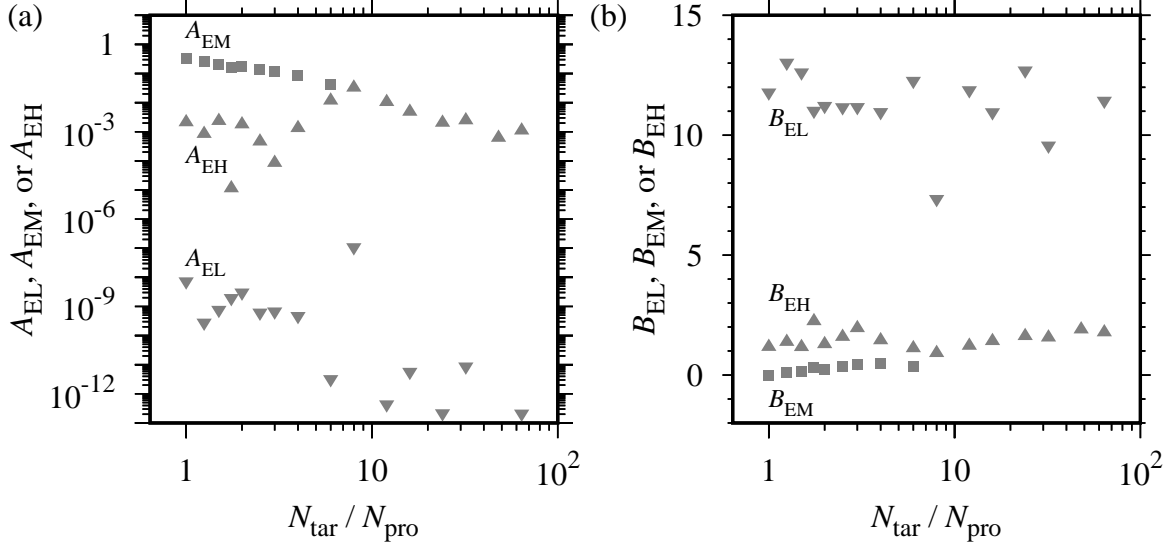 (a)
A_EL, A_EM, or A_EH
1
10^-3
10^-6
10^-9
10^-12
A_EM
A_EH
A_EL
1 10 10^2
N_tar / N_pro
(b)
B_EL, B_EM, or B_EH
15
10
5
0
B_EL
B_EH
B_EM
1 10 10^2
N_tar / N_pro